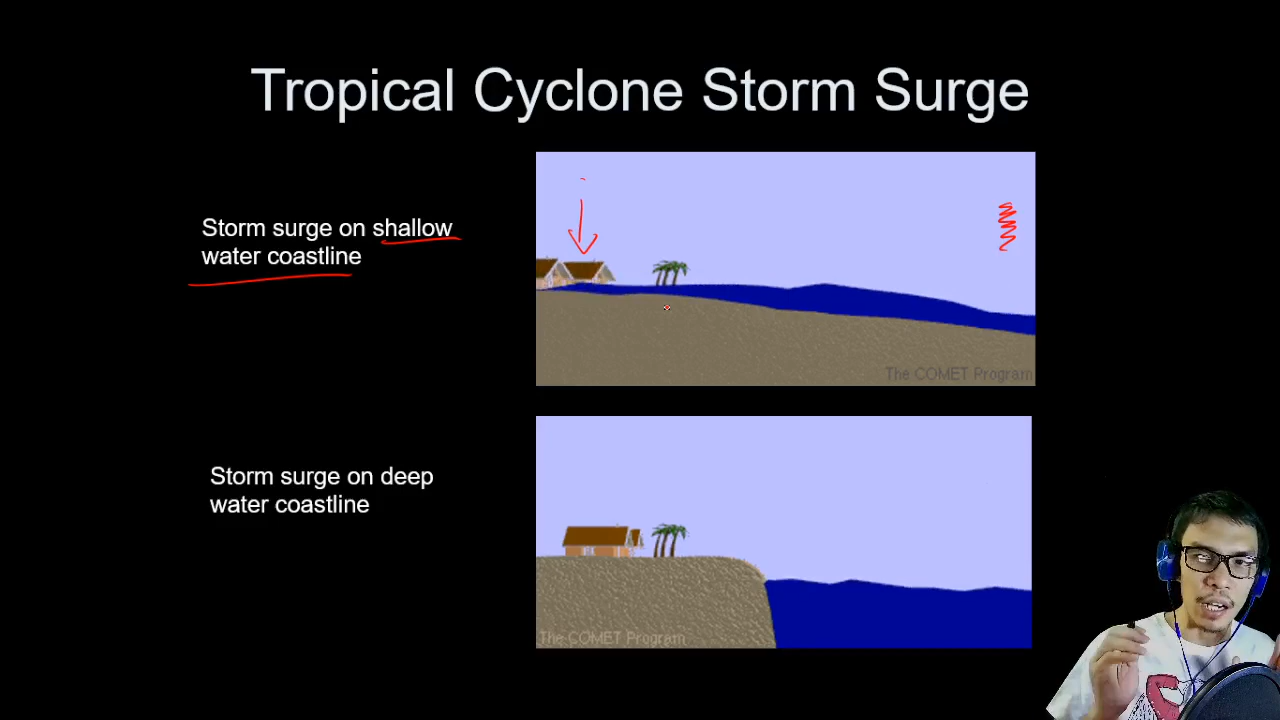 Tropical Cyclone Storm Surge
Storm surge on shallow
water coastline
The COMET Program
Storm surge on deep
water coastline
The COMET Program